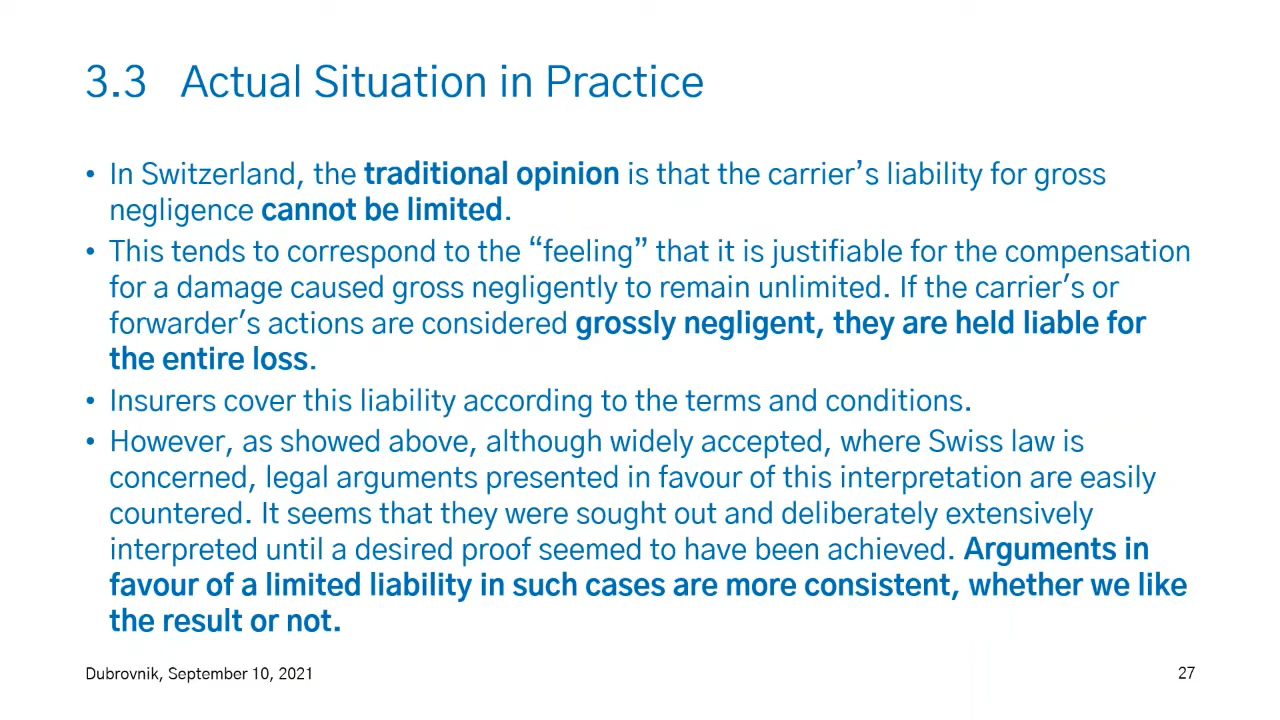 3.3 Actual Situation in Practice
• In Switzerland, the traditional opinion is that the carrier’s liability for gross
negligence cannot be limited.
• This tends to correspond to the “feeling” that it is justifiable for the compensation
for a damage caused gross negligently to remain unlimited. If the carrier's or
forwarder's actions are considered grossly negligent, they are held liable for
the entire loss.
• Insurers cover this liability according to the terms and conditions.
• However, as showed above, although widely accepted, where Swiss law is
concerned, legal arguments presented in favour of this interpretation are easily
countered. It seems that they were sought out and deliberately extensively
interpreted until a desired proof seemed to have been achieved. Arguments in
favour of a limited liability in such cases are more consistent, whether we like
the result or not.
Dubrovnik, September 10, 2021
27